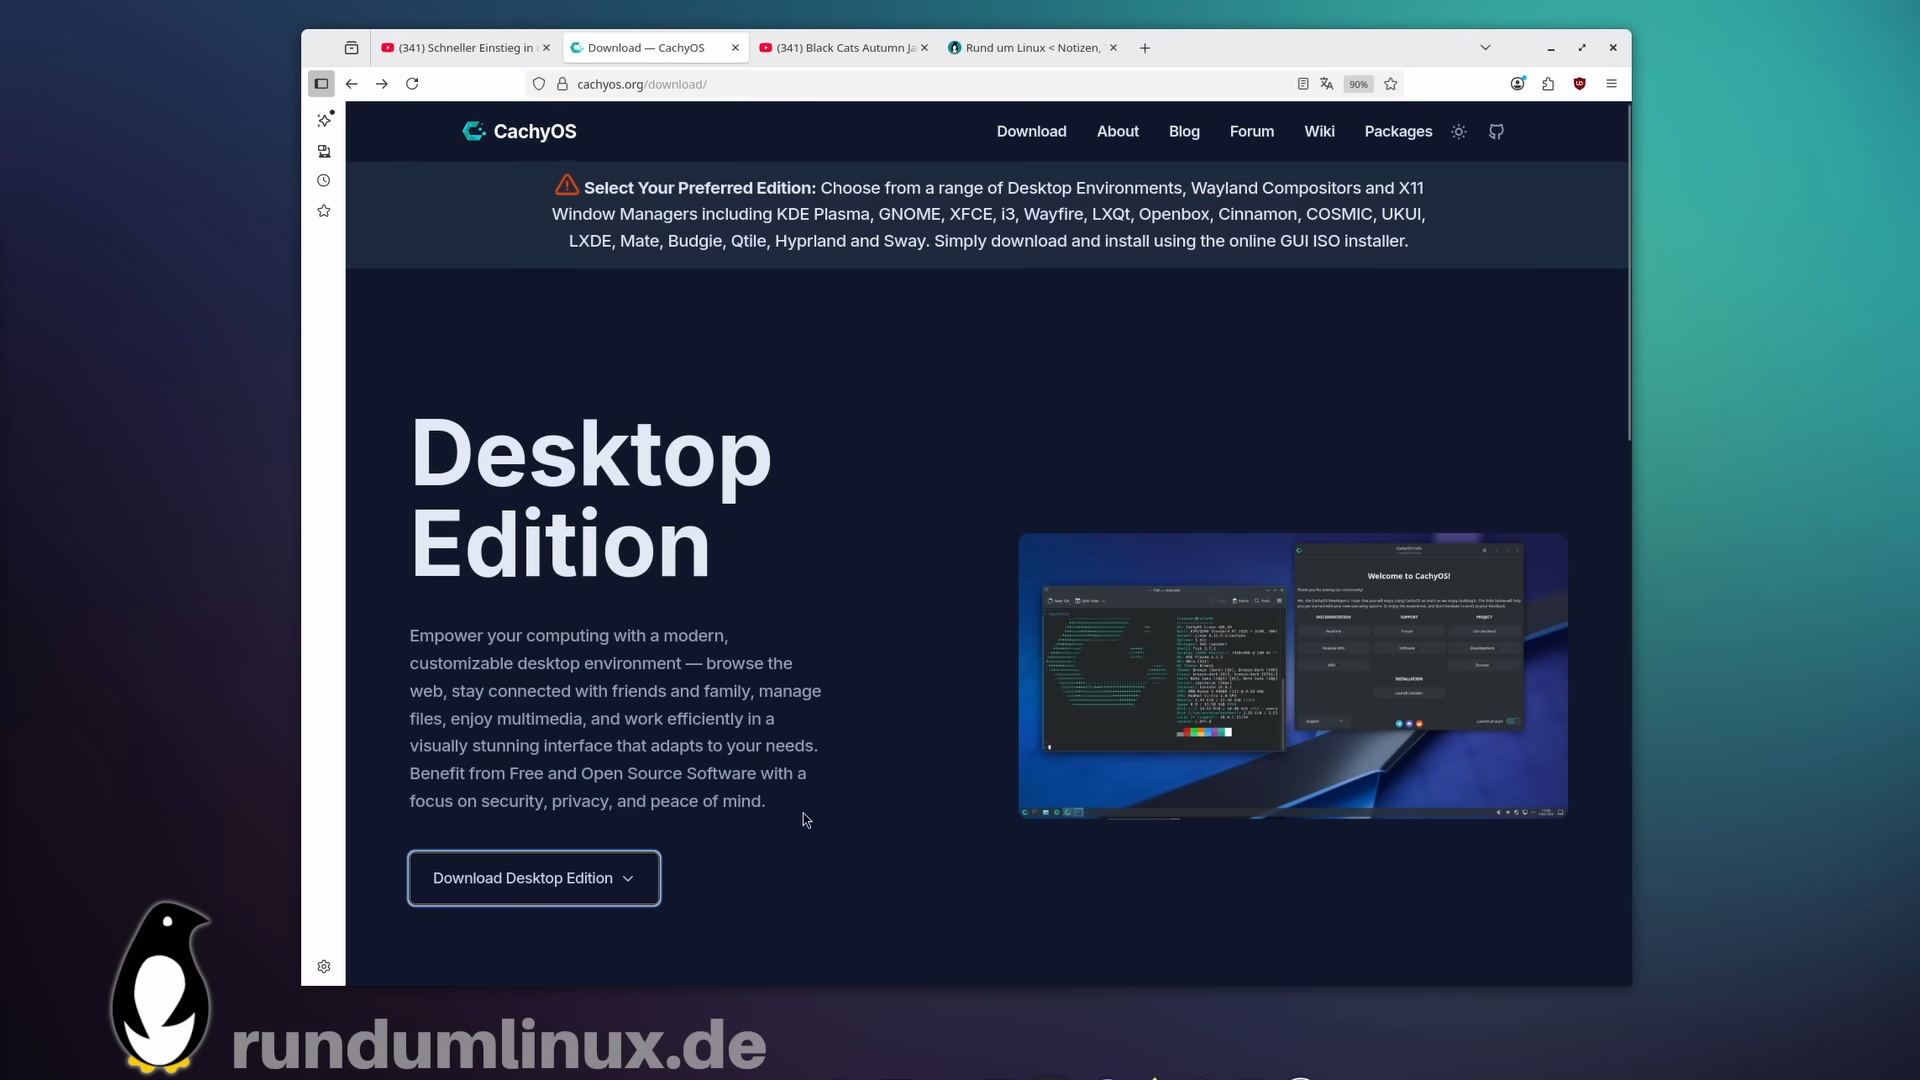 (341) Schneller Einstieg in
Download — CachyOS
(341) Black Cats Autumn Ja
Rund um Linux < Notizen,
cachyos.org/download/
90%
CachyOS
Download
About
Blog
Forum
Wiki
Packages
Select Your Preferred Edition: Choose from a range of Desktop Environments, Wayland Compositors and X11
Window Managers including KDE Plasma, GNOME, XFCE, i3, Wayfire, LXQt, Openbox, Cinnamon, COSMIC, UKUI,
LXDE, Mate, Budgie, Qtile, Hyprland and Sway. Simply download and install using the online GUI ISO installer.
Desktop
Edition
Empower your computing with a modern,
customizable desktop environment — browse the
web, stay connected with friends and family, manage
files, enjoy multimedia, and work efficiently in a
visually stunning interface that adapts to your needs.
Benefit from Free and Open Source Software with a
focus on security, privacy, and peace of mind.
Download Desktop Edition
Welcome to CachyOS!
DOCUMENTATION
SUPPORT
PROJECT
INSTALLATION
rundumlinux.de